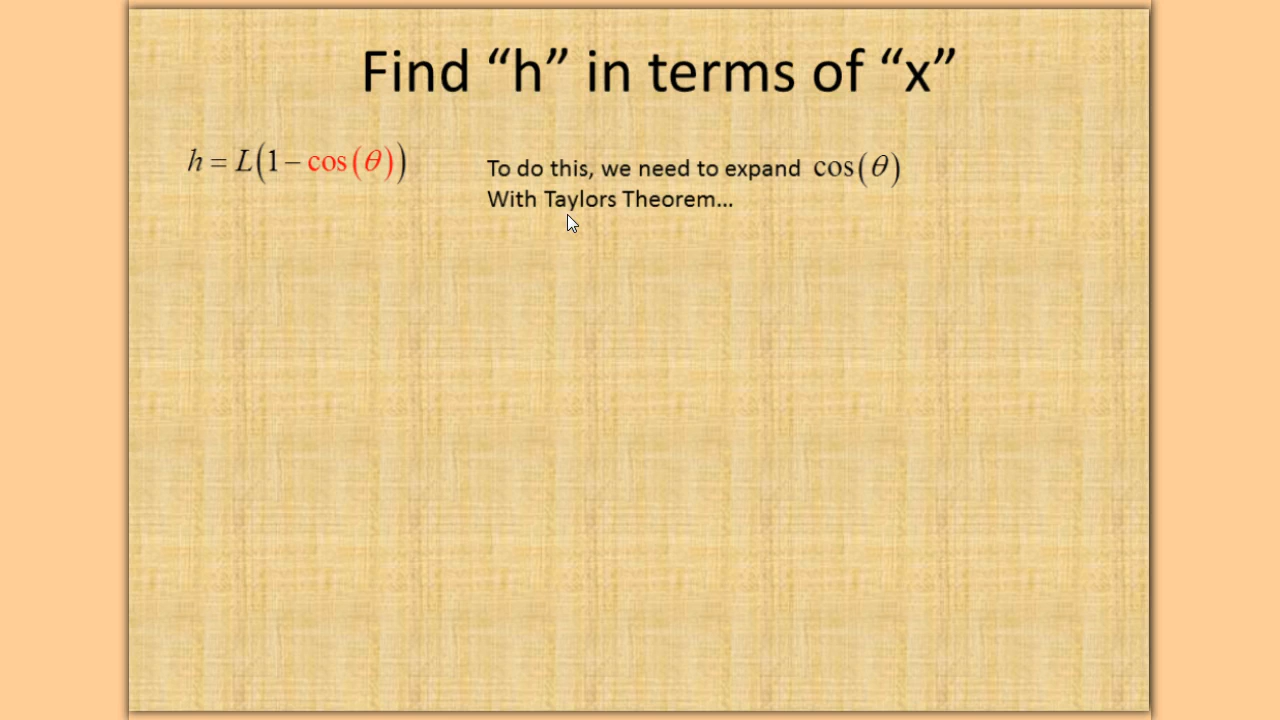 Find “h” in terms of “x”
h = L(1 − cos(θ))
To do this, we need to expand cos(θ)
With Taylors Theorem...